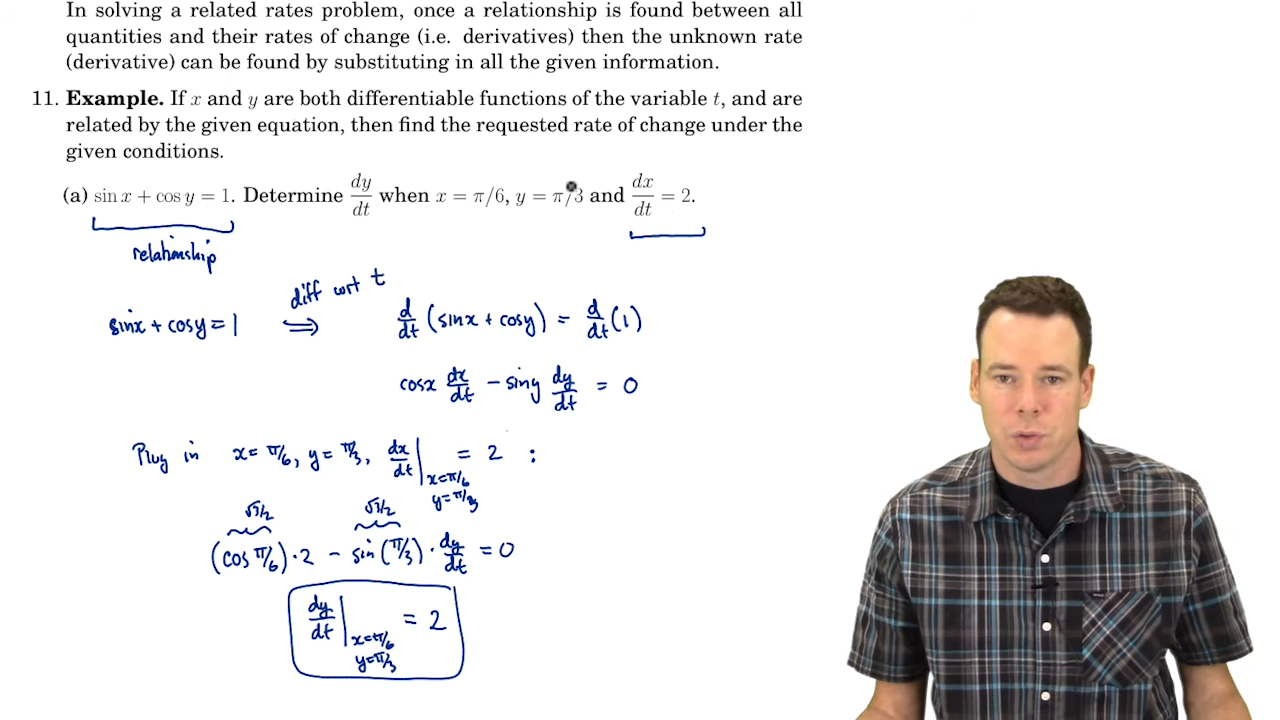 In solving a related rates problem, once a relationship is found between all
quantities and their rates of change (i.e. derivatives) then the unknown rate
(derivative) can be found by substituting in all the given information.
11. Example. If x and y are both differentiable functions of the variable t, and are
related by the given equation, then find the requested rate of change under the
given conditions.
(a) sin x + cos y = 1. Determine dy/dt when x = π/6, y = π/3 and dx/dt = 2.
relationship
diff wrt t
sinx + cosy = 1 ⇒ d/dt (sinx + cosy) = d/dt (1)
cosx dx/dt − siny dy/dt = 0
Plug in x = π/6, y = π/3, dx/dt | x=π/6 y=π/3 = 2 :
√3/2 √3/2
(cos π/6) · 2 − sin (π/3) · dy/dt = 0
dy/dt | x=π/6 y=π/3 = 2